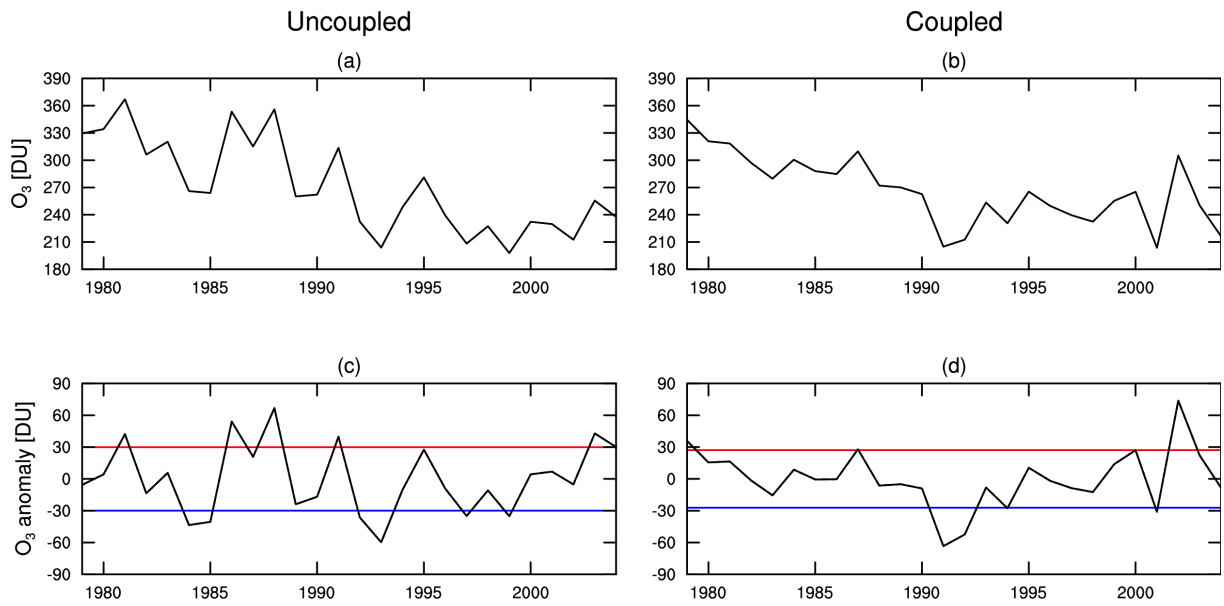 Uncoupled Coupled
(a) (b)
390 390
360 360
330 330
300 300
270 270
240 240
210 210
180 180
O₃ [DU]
1980 1985 1990 1995 2000 1980 1985 1990 1995 2000
(c) (d)
90 90
60 60
30 30
0 0
-30 -30
-60 -60
-90 -90
O₃ anomaly [DU]
1980 1985 1990 1995 2000 1980 1985 1990 1995 2000